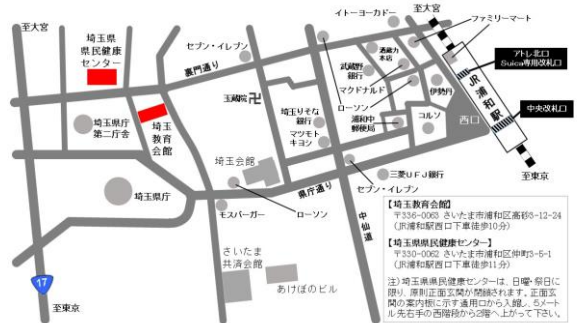 至大宮
イトーヨーカドー
至大宮
ファミリーマート
埼玉県
県民健康
センター
セブン・イレブン
アトレ北口
Suica専用改札口
武蔵野
銀行
裏門通り
マクドナルド
伊勢丹
JR浦和駅
玉蔵院
埼玉りそな
銀行
ローソン
中央改札口
埼玉県庁
第二庁舎
埼玉
教育
会館
浦和中
郵便局
コルソ
西口
マツモト
キヨシ
埼玉会館
三菱UFJ銀行
至東京
埼玉県庁
県庁通り
セブン・イレブン
モスバーガー
ローソン
中仙道
さいたま
共済会館
あけぼのビル
17
至東京
【埼玉教育会館】
〒336-0063 さいたま市浦和区高砂3-12-24
(JR浦和駅西口下車徒歩10分)
【埼玉県県民健康センター】
〒330-0062 さいたま市浦和区仲町3-5-1
(JR浦和駅西口下車徒歩11分)
注)埼玉県県民健康センターは、日曜・祭日に
限り、原則正面玄関が閉鎖されます。正面玄
関の案内板に示す通用口から入館し、5メート
ル先右手の西階段から2階へ上がって下さい。